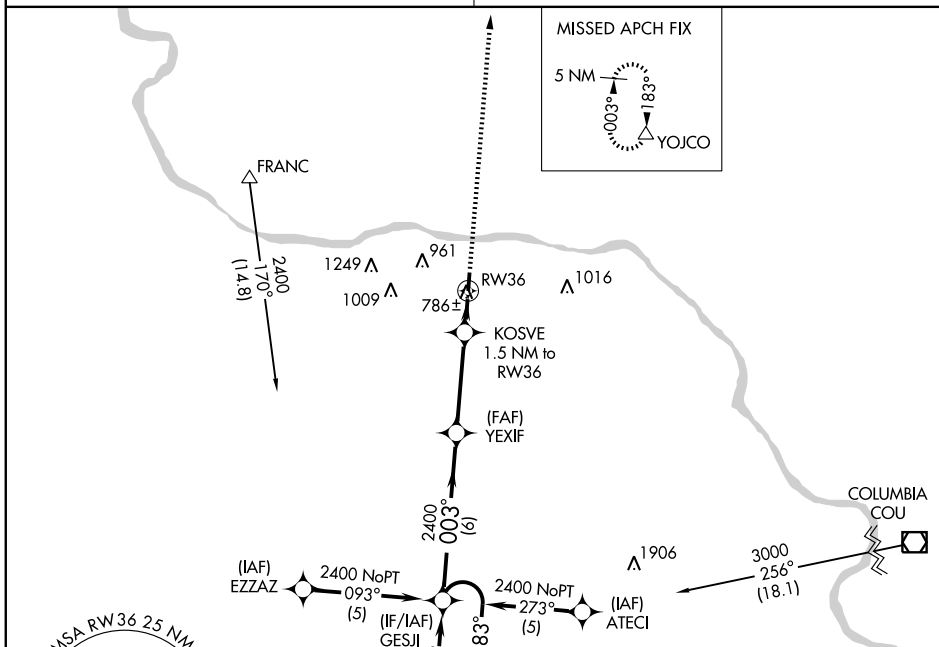 MISSED APCH FIX
5 NM
003°
183°
YOJCO
FRANC
2400
170°
(14.8)
1249
961
1009
786±
RW36
1016
KOSVE
1.5 NM to
RW36
(FAF)
YEXIF
2400
003°
(6)
COLUMBIA
COU
1906
3000
256°
(18.1)
(IAF)
EZZAZ
2400 NoPT
093°
(5)
(IF/IAF)
GESJI
2400 NoPT
273°
(5)
(IAF)
ATECI
83°
MSA RW36 25 NM